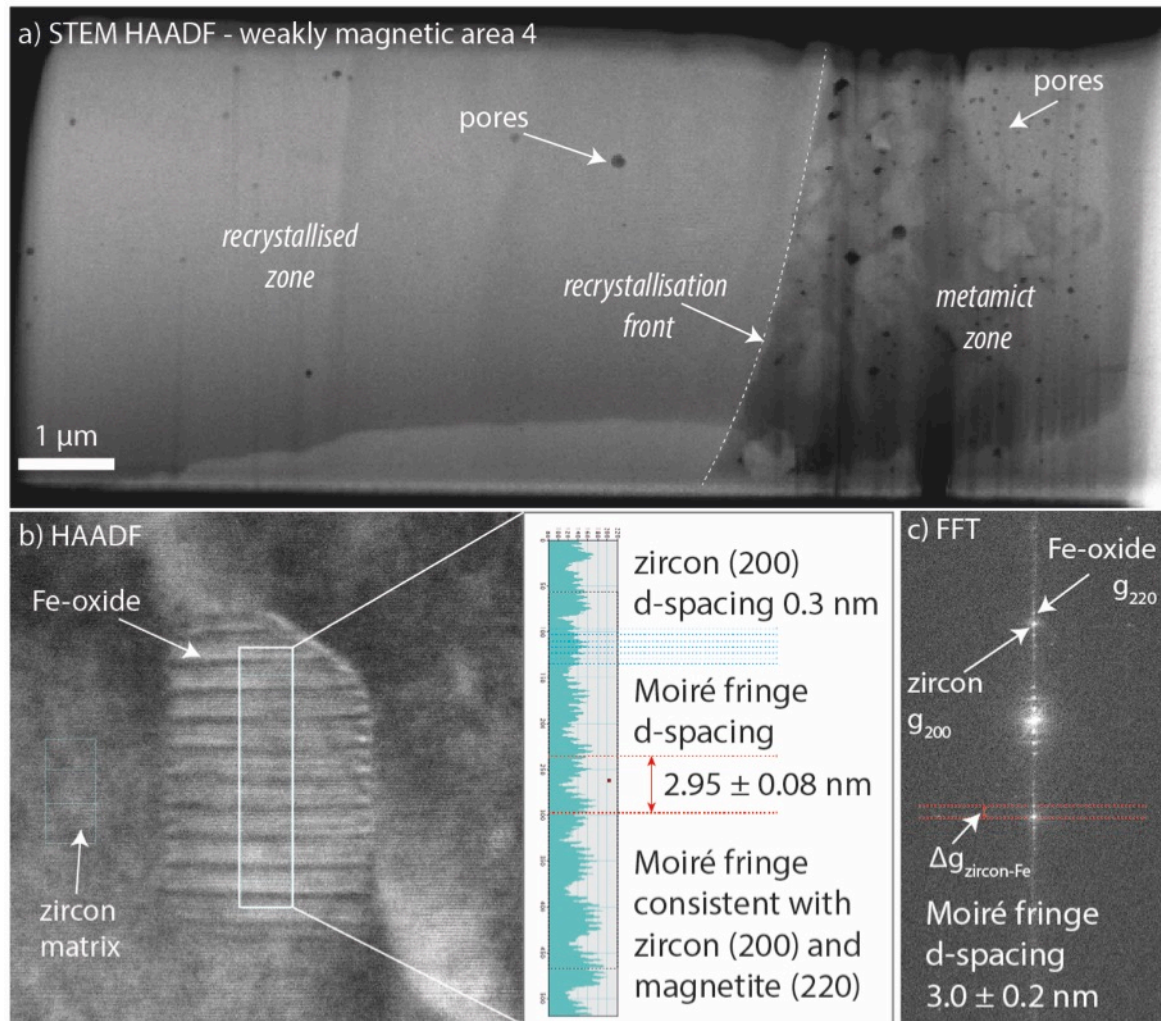 a) STEM HAADF - weakly magnetic area 4
pores
pores
recrystallised
zone
recrystallisation
front
metamict
zone
1 µm
b) HAADF
Fe-oxide
zircon
matrix
zircon (200)
d-spacing 0.3 nm
Moiré fringe
d-spacing
2.95 ± 0.08 nm
Moiré fringe
consistent with
zircon (200) and
magnetite (220)
c) FFT
Fe-oxide
g220
zircon
g200
Δgzircon-Fe
Moiré fringe
d-spacing
3.0 ± 0.2 nm